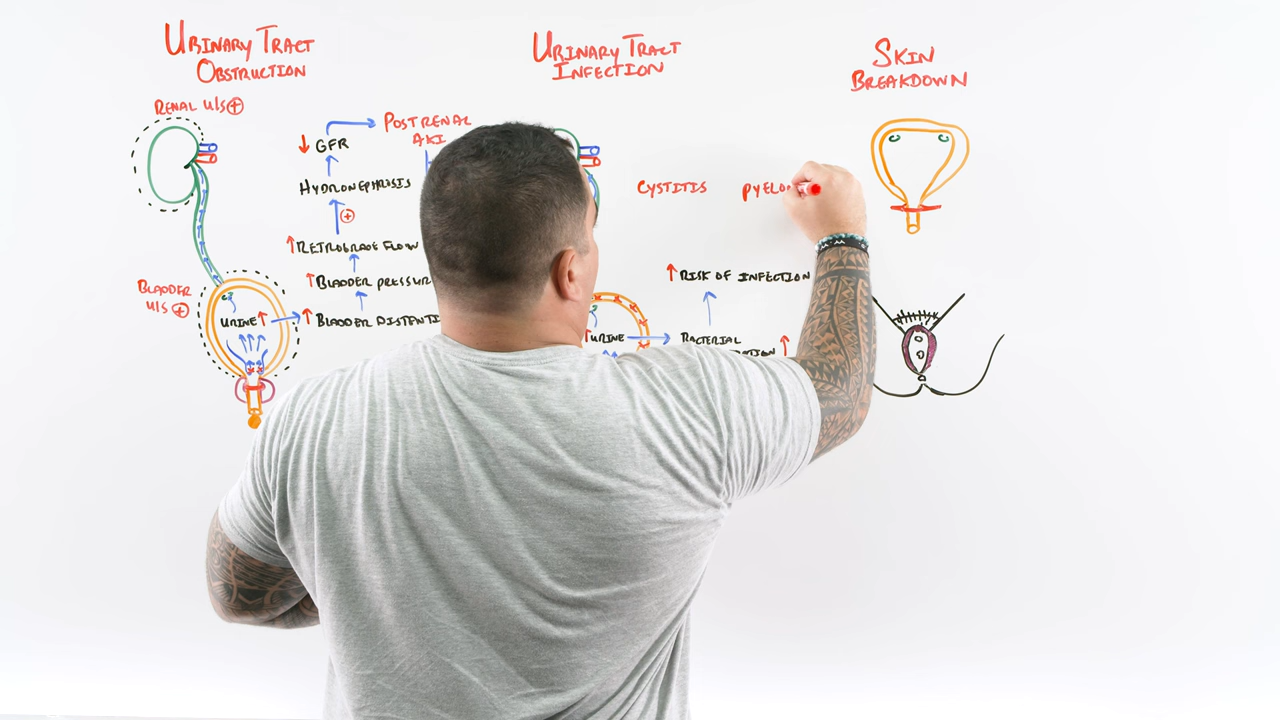 URINARY TRACT
OBSTRUCTION
RENAL U/S +
↓ GFR
POSTRENAL
AKI
HYDRONEPHROSIS
+
↑ RETROGRADE FLOW
↑ BLADDER PRESSUR
↑ BLADDER DISTENTI
BLADDER
U/S +
URINE ↑
URINARY TRACT
INFECTION
CYSTITIS
PYELO
↑ RISK OF INFECTION
↑ URINE
BACTERIAL
↑
SKIN
BREAKDOWN